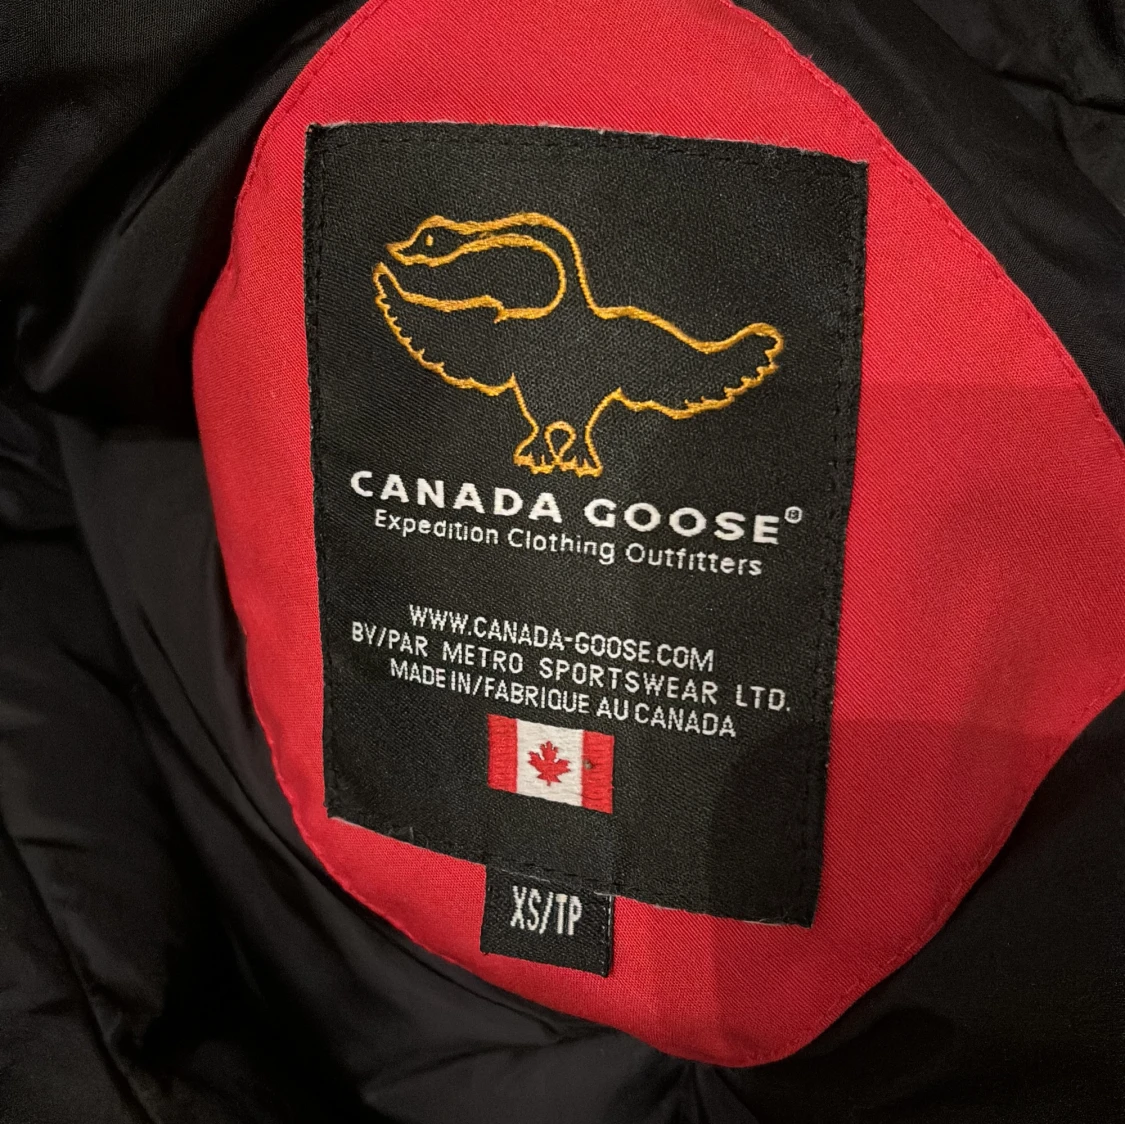 CANADA GOOSE®
Expedition Clothing Outfitters
WWW.CANADA-GOOSE.COM
BY/PAR METRO SPORTSWEAR LTD.
MADE IN/FABRIQUE AU CANADA
XS/TP